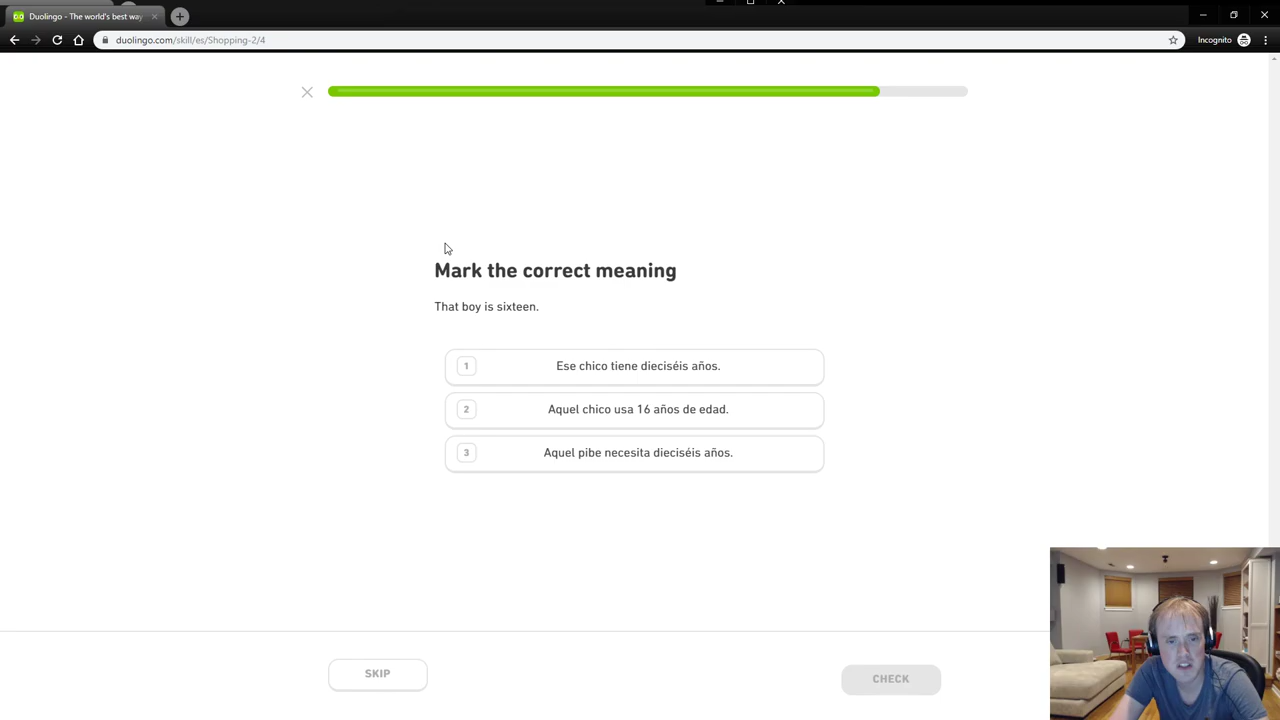 Duolingo - The world's best way
duolingo.com/skill/es/Shopping-2/4
Incognito
Mark the correct meaning
That boy is sixteen.
1 Ese chico tiene dieciséis años.
2 Aquel chico usa 16 años de edad.
3 Aquel pibe necesita dieciséis años.
SKIP
CHECK